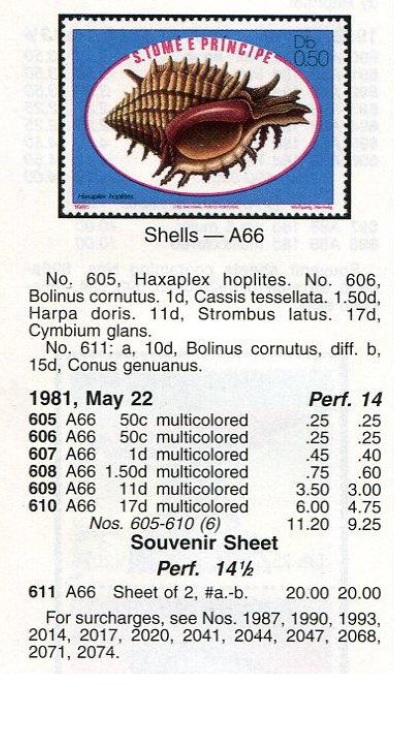 S.TOMÉ E PRÍNCIPE
Db
0.50
Haxaplex hoplites
Shells — A66
No. 605, Haxaplex hoplites. No. 606,
Bolinus cornutus. 1d, Cassis tessellata. 1.50d,
Harpa doris. 11d, Strombus latus. 17d,
Cymbium glans.
No. 611: a, 10d, Bolinus cornutus, diff. b,
15d, Conus genuanus.
1981, May 22 Perf. 14
605 A66 50c multicolored .25 .25
606 A66 50c multicolored .25 .25
607 A66 1d multicolored .45 .40
608 A66 1.50d multicolored .75 .60
609 A66 11d multicolored 3.50 3.00
610 A66 17d multicolored 6.00 4.75
Nos. 605-610 (6) 11.20 9.25
Souvenir Sheet
Perf. 14½
611 A66 Sheet of 2, #a.-b. 20.00 20.00
For surcharges, see Nos. 1987, 1990, 1993,
2014, 2017, 2020, 2041, 2044, 2047, 2068,
2071, 2074.